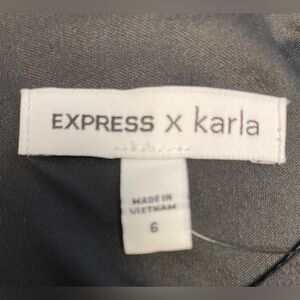 EXPRESS X karla
MADE IN
VIETNAM
6